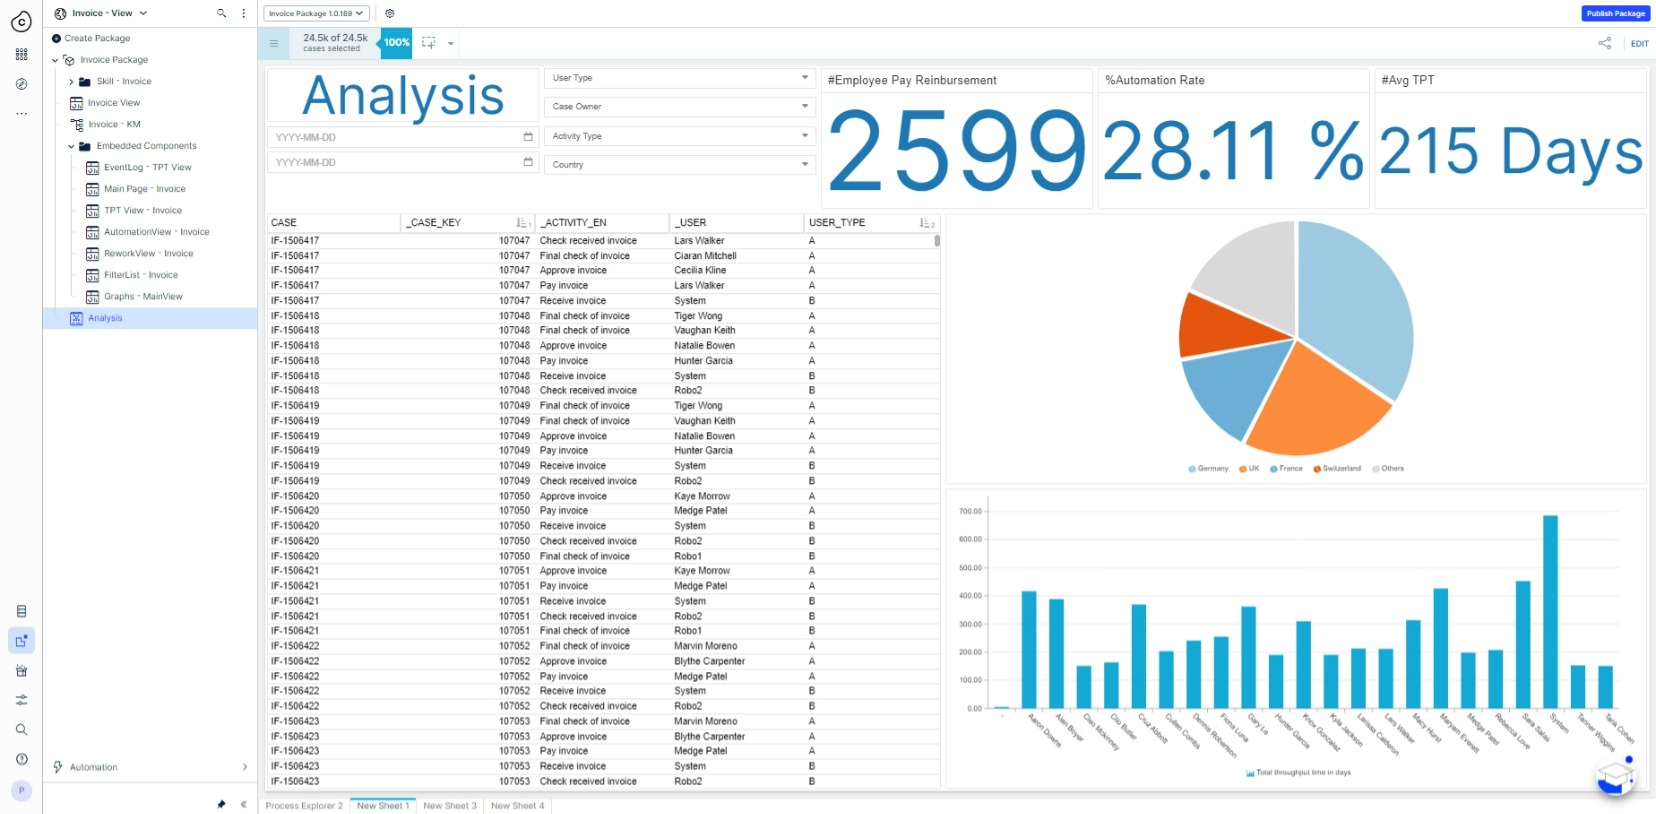 Invoice - View
Create Package
Invoice Package
Skill - Invoice
Invoice View
Invoice - KM
Embedded Components
EventLog - TPT View
Main Page - Invoice
TPT View - Invoice
AutomationView - Invoice
ReworkView - Invoice
FilterList - Invoice
Graphs - MainView
Analysis
Automation
P
Invoice Package 1.0.189
Publish Package
24.5k of 24.5k
cases selected
100%
EDIT
Analysis
YYYY-MM-DD
YYYY-MM-DD
User Type
Case Owner
Activity Type
Country
#Employee Pay Reinbursement
2599
%Automation Rate
28.11 %
#Avg TPT
215 Days
CASE _CASE_KEY 1 _ACTIVITY_EN _USER USER_TYPE 2
IF-1506417 107047 Check received invoice Lars Walker A
IF-1506417 107047 Final check of invoice Ciaran Mitchell A
IF-1506417 107047 Approve invoice Cecilia Kline A
IF-1506417 107047 Pay invoice Lars Walker A
IF-1506417 107047 Receive invoice System B
IF-1506418 107048 Final check of invoice Tiger Wong A
IF-1506418 107048 Final check of invoice Vaughan Keith A
IF-1506418 107048 Approve invoice Natalie Bowen A
IF-1506418 107048 Pay invoice Hunter Garcia A
IF-1506418 107048 Receive invoice System B
IF-1506418 107048 Check received invoice Robo2 B
IF-1506419 107049 Final check of invoice Tiger Wong A
IF-1506419 107049 Final check of invoice Vaughan Keith A
IF-1506419 107049 Approve invoice Natalie Bowen A
IF-1506419 107049 Pay invoice Hunter Garcia A
IF-1506419 107049 Receive invoice System B
IF-1506419 107049 Check received invoice Robo2 B
IF-1506420 107050 Approve invoice Kaye Morrow A
IF-1506420 107050 Pay invoice Medge Patel A
IF-1506420 107050 Receive invoice System B
IF-1506420 107050 Check received invoice Robo2 B
IF-1506420 107050 Final check of invoice Robo1 B
IF-1506421 107051 Approve invoice Kaye Morrow A
IF-1506421 107051 Pay invoice Medge Patel A
IF-1506421 107051 Receive invoice System B
IF-1506421 107051 Check received invoice Robo2 B
IF-1506421 107051 Final check of invoice Robo1 B
IF-1506422 107052 Final check of invoice Marvin Moreno A
IF-1506422 107052 Approve invoice Blythe Carpenter A
IF-1506422 107052 Pay invoice Medge Patel A
IF-1506422 107052 Receive invoice System B
IF-1506422 107052 Check received invoice Robo2 B
IF-1506423 107053 Final check of invoice Marvin Moreno A
IF-1506423 107053 Approve invoice Blythe Carpenter A
IF-1506423 107053 Pay invoice Medge Patel A
IF-1506423 107053 Receive invoice System B
IF-1506423 107053 Check received invoice Robo2 B
Germany UK France Switzerland Others
700.00
600.00
500.00
400.00
300.00
200.00
100.00
0.00
-
Aaron Downs
Alan Boyer
Cleo Mckinney
Clio Butler
Cruz Abbott
Cullen Combs
Dennis Robertson
Fiona Luna
Gary Le
Hunter Garcia
Knox Gonzalez
Kyla Jackson
Larissa Calderon
Lars Walker
Macy Hurst
Maryam Everett
Medge Patel
Rebecca Love
Sara Salas
System
Tanner Wiggins
Tarik Cohen
Total throughput time in days
Process Explorer 2 New Sheet 1 New Sheet 3 New Sheet 4